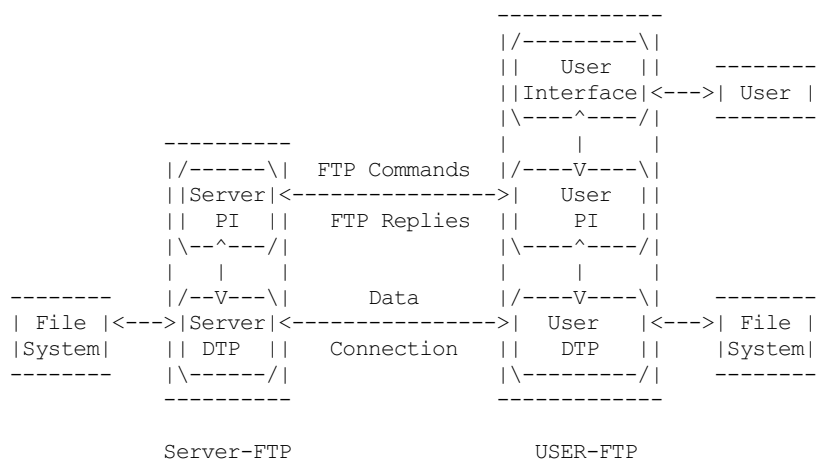 User
Interface User
FTP Commands
Server User
PI FTP Replies PI
Data
File Server User File
System DTP Connection DTP System
Server-FTP USER-FTP